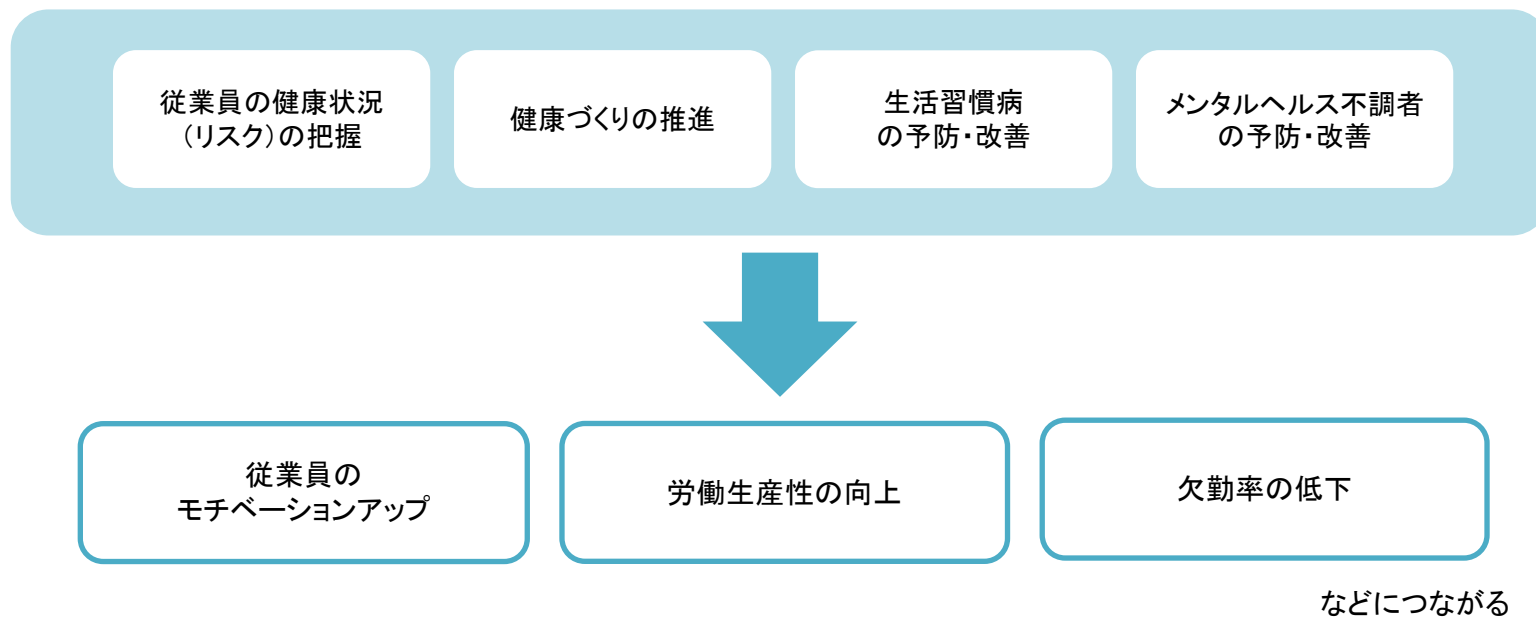 従業員の健康状況
（リスク）の把握
健康づくりの推進
生活習慣病
の予防・改善
メンタルヘルス不調者
の予防・改善
従業員の
モチベーションアップ
労働生産性の向上
欠勤率の低下
などにつながる